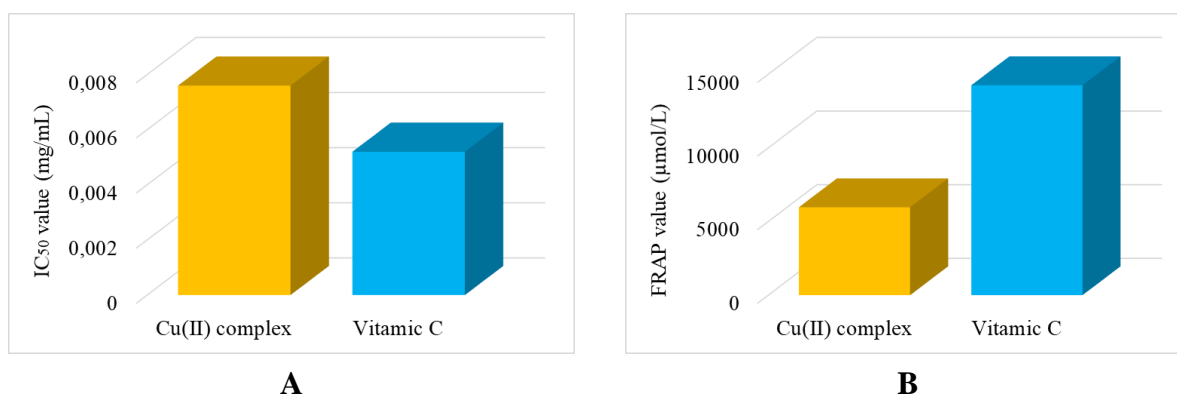 IC50 value (mg/mL)
0,008
0,006
0,004
0,002
0
Cu(II) complex
Vitamic C
A
FRAP value (µmol/L)
15000
10000
5000
0
Cu(II) complex
Vitamic C
B